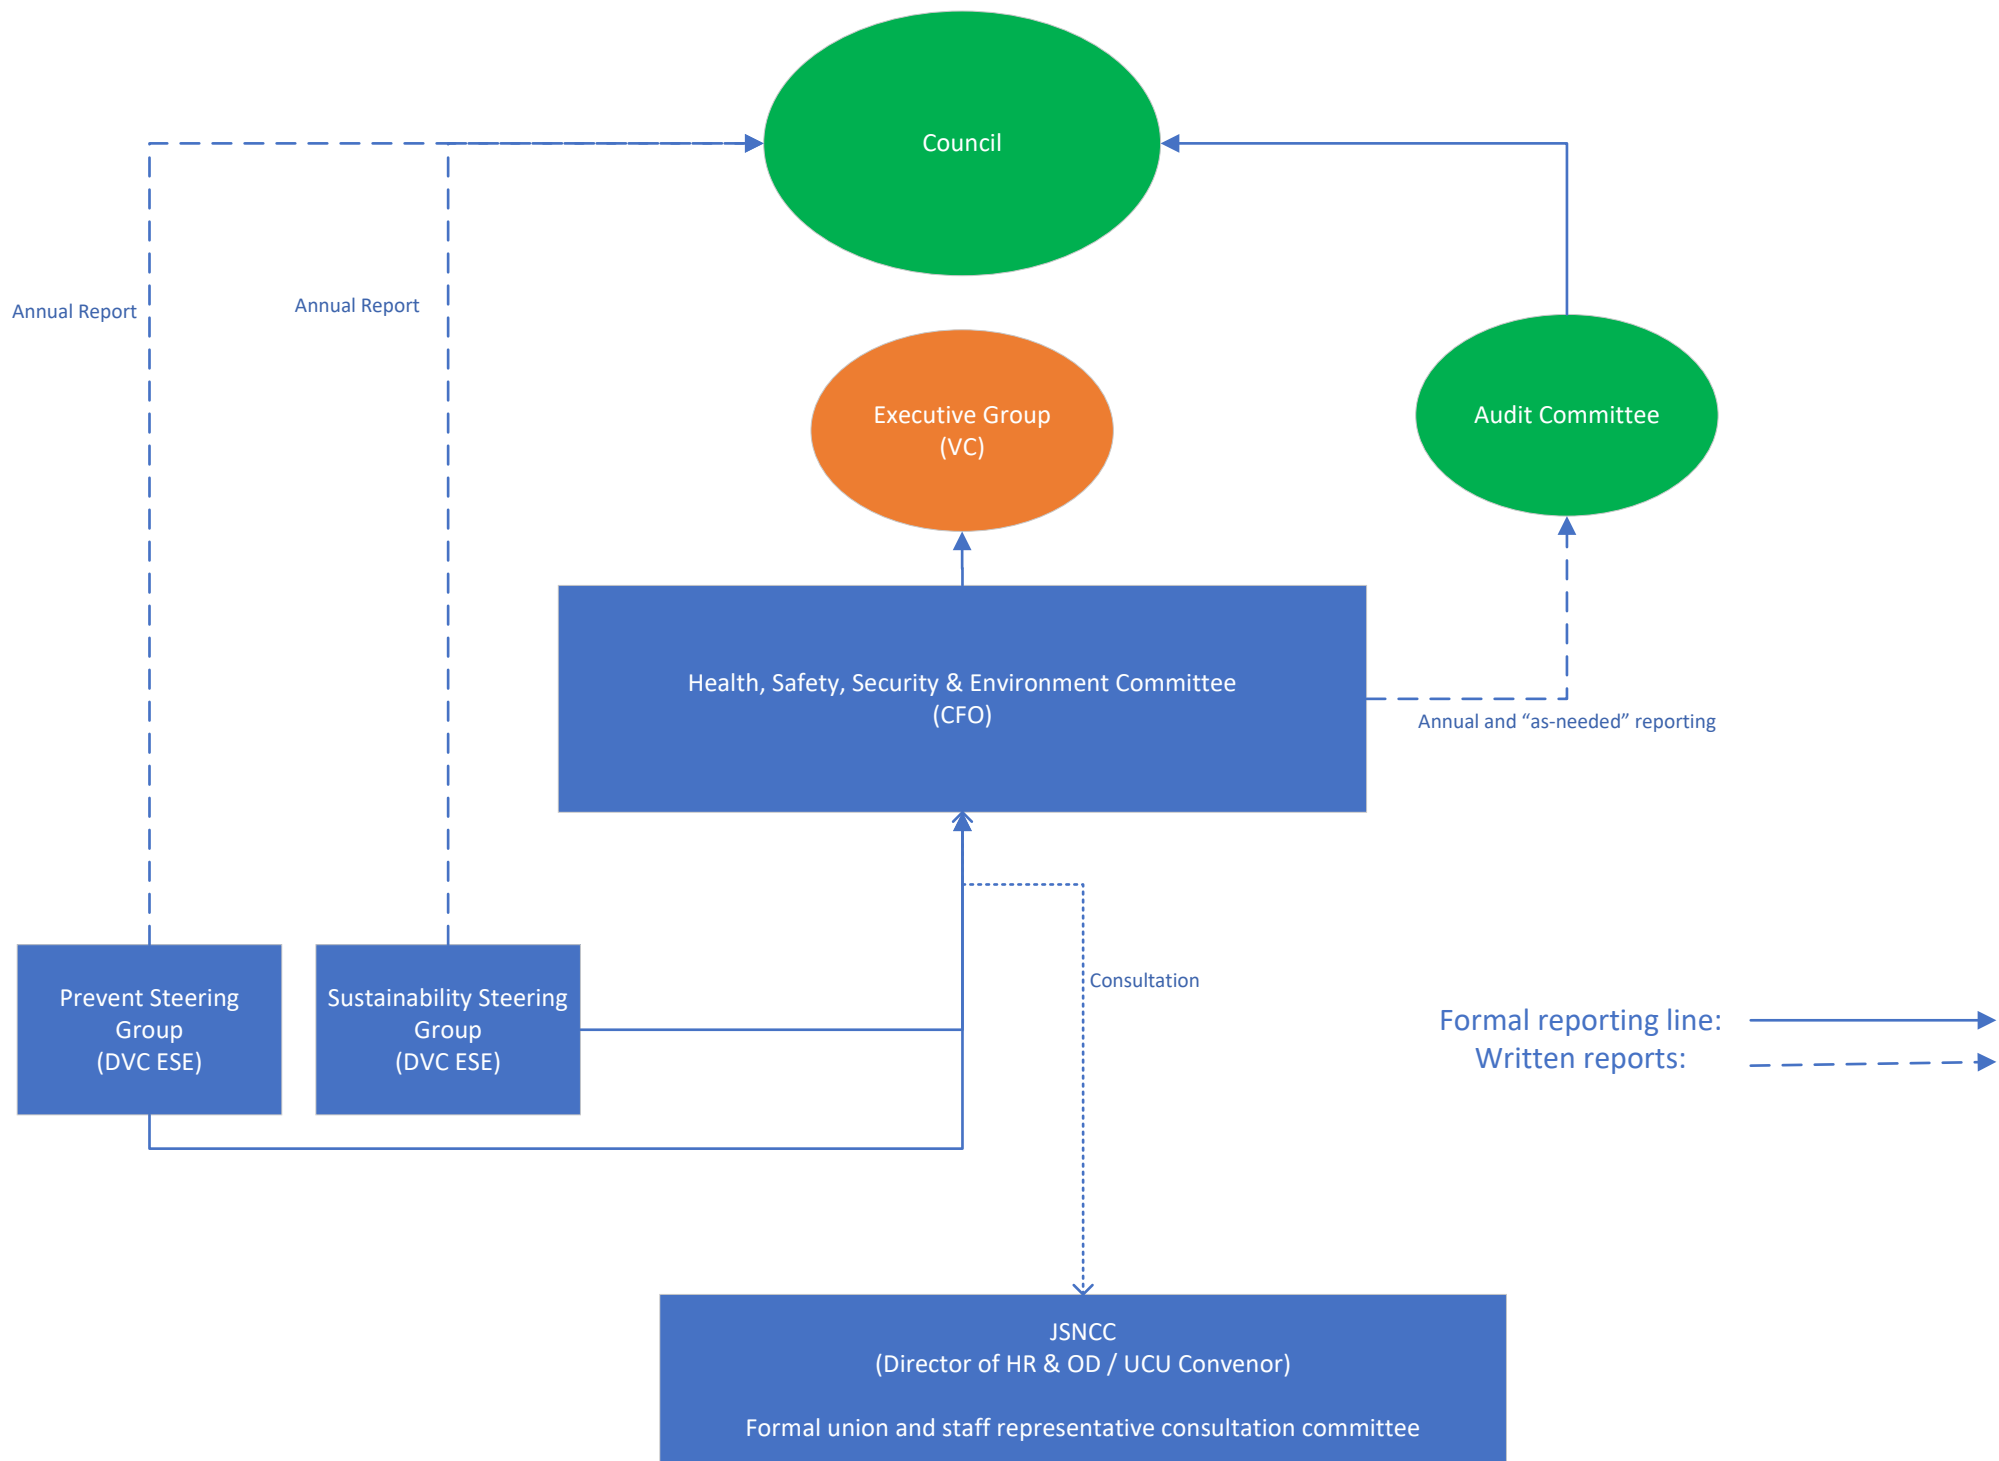 Council
Annual Report
Annual Report
Executive Group
(VC)
Audit Committee
Health, Safety, Security & Environment Committee
(CFO)
Annual and “as-needed” reporting
Prevent Steering
Group
(DVC ESE)
Sustainability Steering
Group
(DVC ESE)
Consultation
Formal reporting line:
Written reports:
JSNCC
(Director of HR & OD / UCU Convenor)
Formal union and staff representative consultation committee